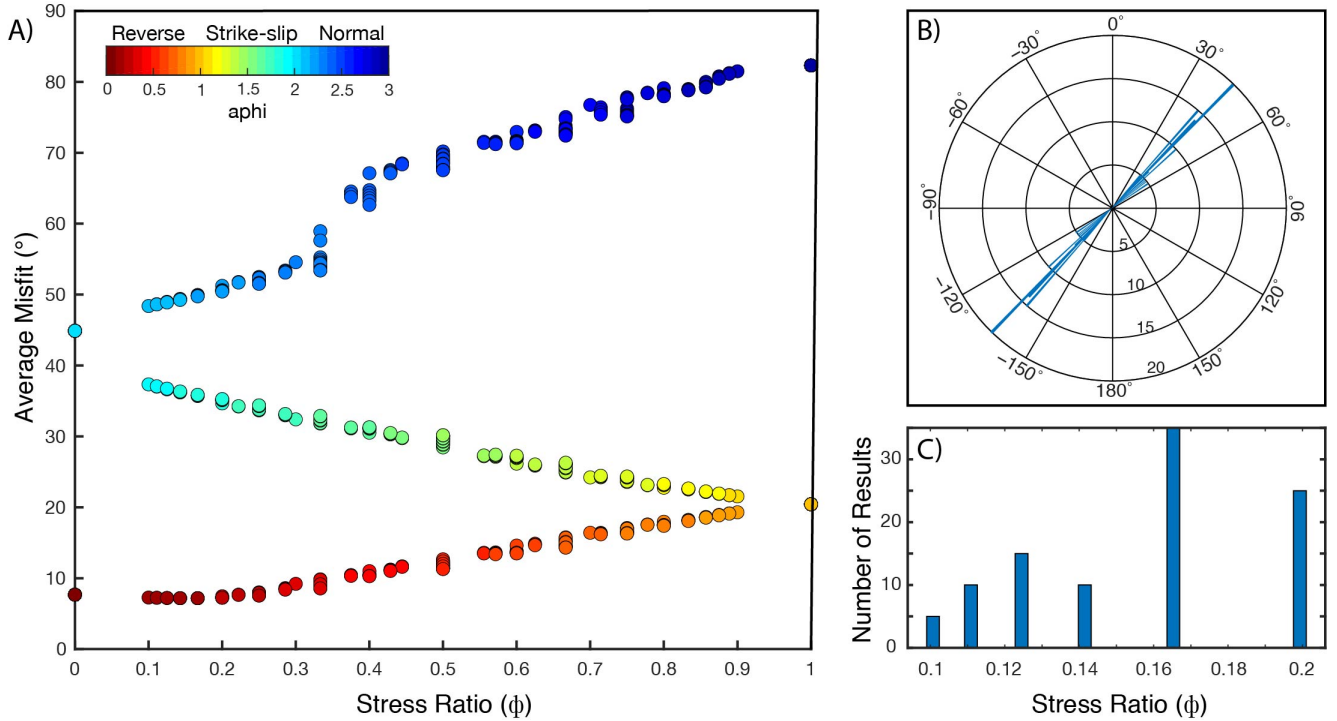 A)
Reverse Strike-slip Normal
0 0.5 1 1.5 2 2.5 3
aphi
90
80
70
60
50
40
30
20
10
0
Average Misfit (°)
0 0.1 0.2 0.3 0.4 0.5 0.6 0.7 0.8 0.9 1
Stress Ratio (ϕ)
B)
0°
30°
60°
90°
120°
150°
180°
−150°
−120°
−90°
−60°
−30°
5
10
15
20
C)
30
20
10
0
Number of Results
0.1 0.12 0.14 0.16 0.18 0.2
Stress Ratio (ϕ)